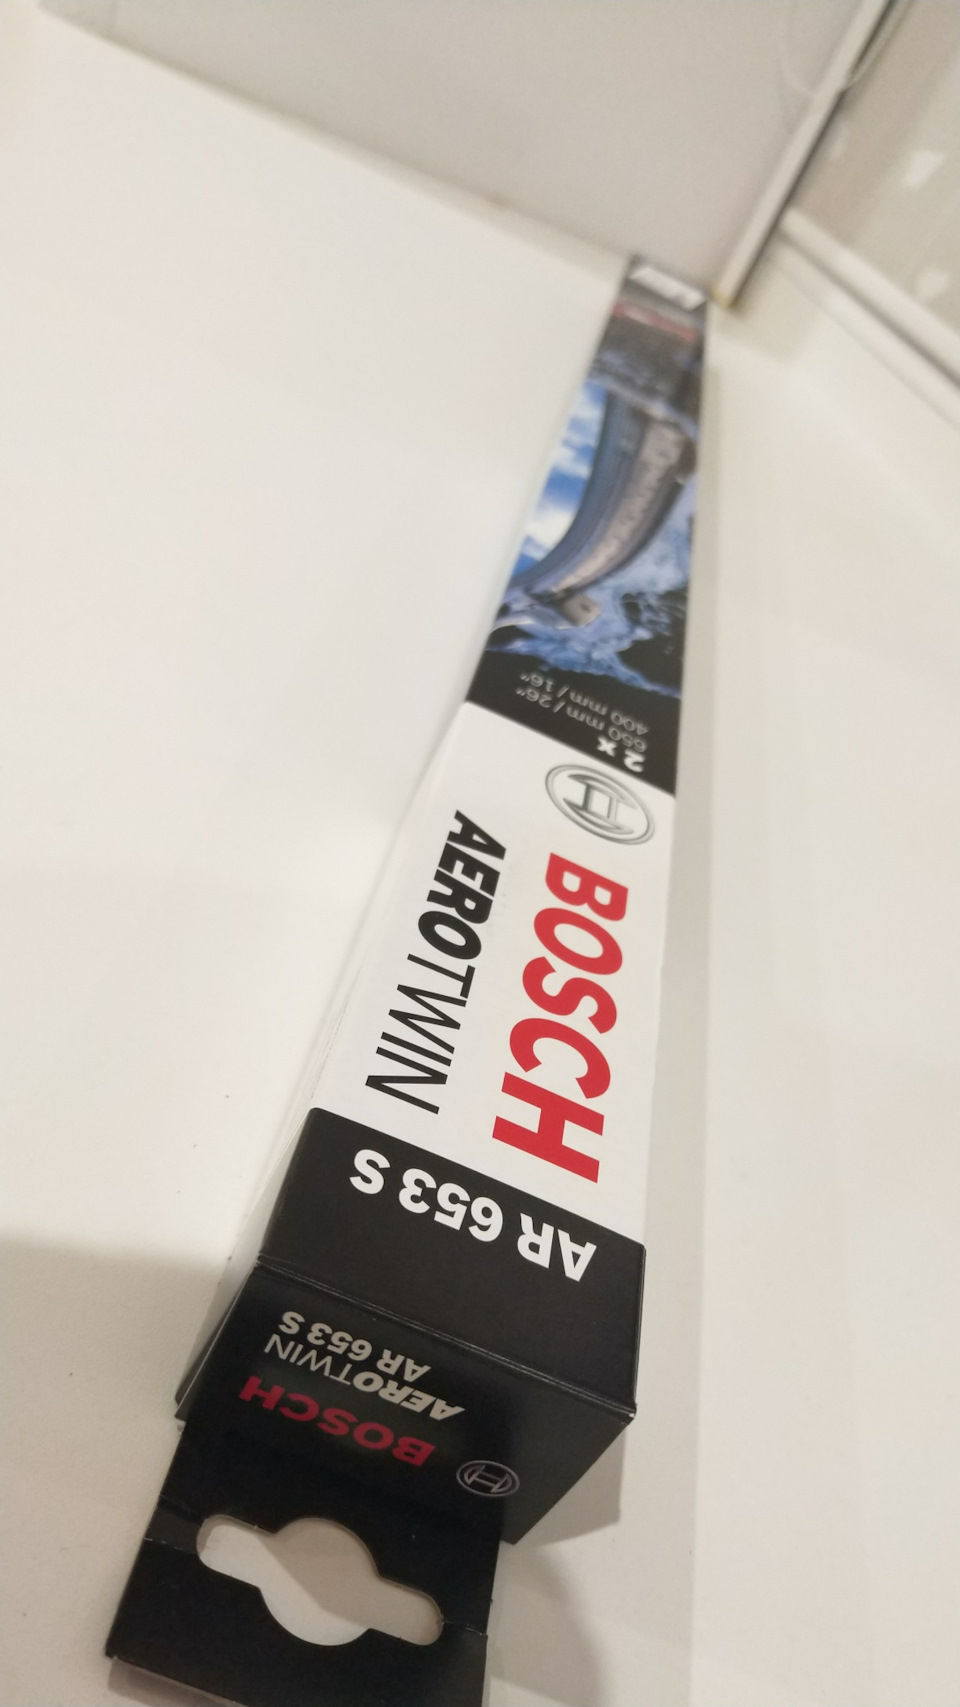 2 x
650 mm / 26"
400 mm / 16"
BOSCH
AEROTWIN
AR 653 S
BOSCH
AEROTWIN
AR 653 S